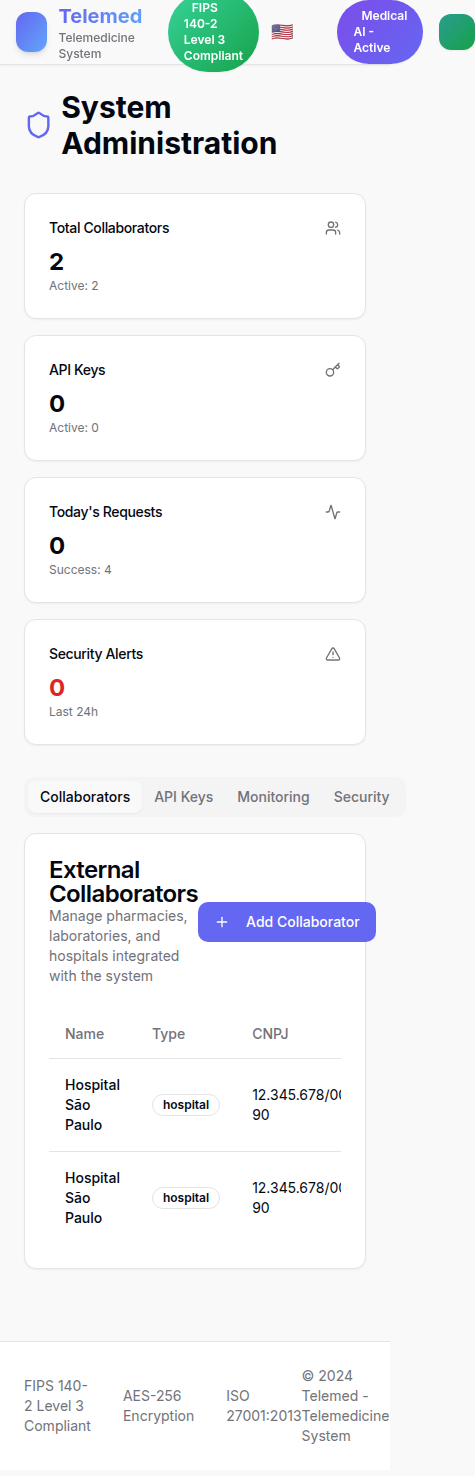 Telemed
Telemedicine
System
FIPS
140-2
Level 3
Compliant
Medical
AI -
Active
System
Administration
Total Collaborators
2
Active: 2
API Keys
0
Active: 0
Today's Requests
0
Success: 4
Security Alerts
0
Last 24h
Collaborators API Keys Monitoring Security
External
Collaborators
Manage pharmacies,
laboratories, and
hospitals integrated
with the system
Add Collaborator
Name Type CNPJ
Hospital
São
Paulo
hospital
12.345.678/00
90
Hospital
São
Paulo
hospital
12.345.678/00
90
FIPS 140-
2 Level 3
Compliant
AES-256
Encryption
ISO
27001:2013
© 2024
Telemed -
Telemedicine
System